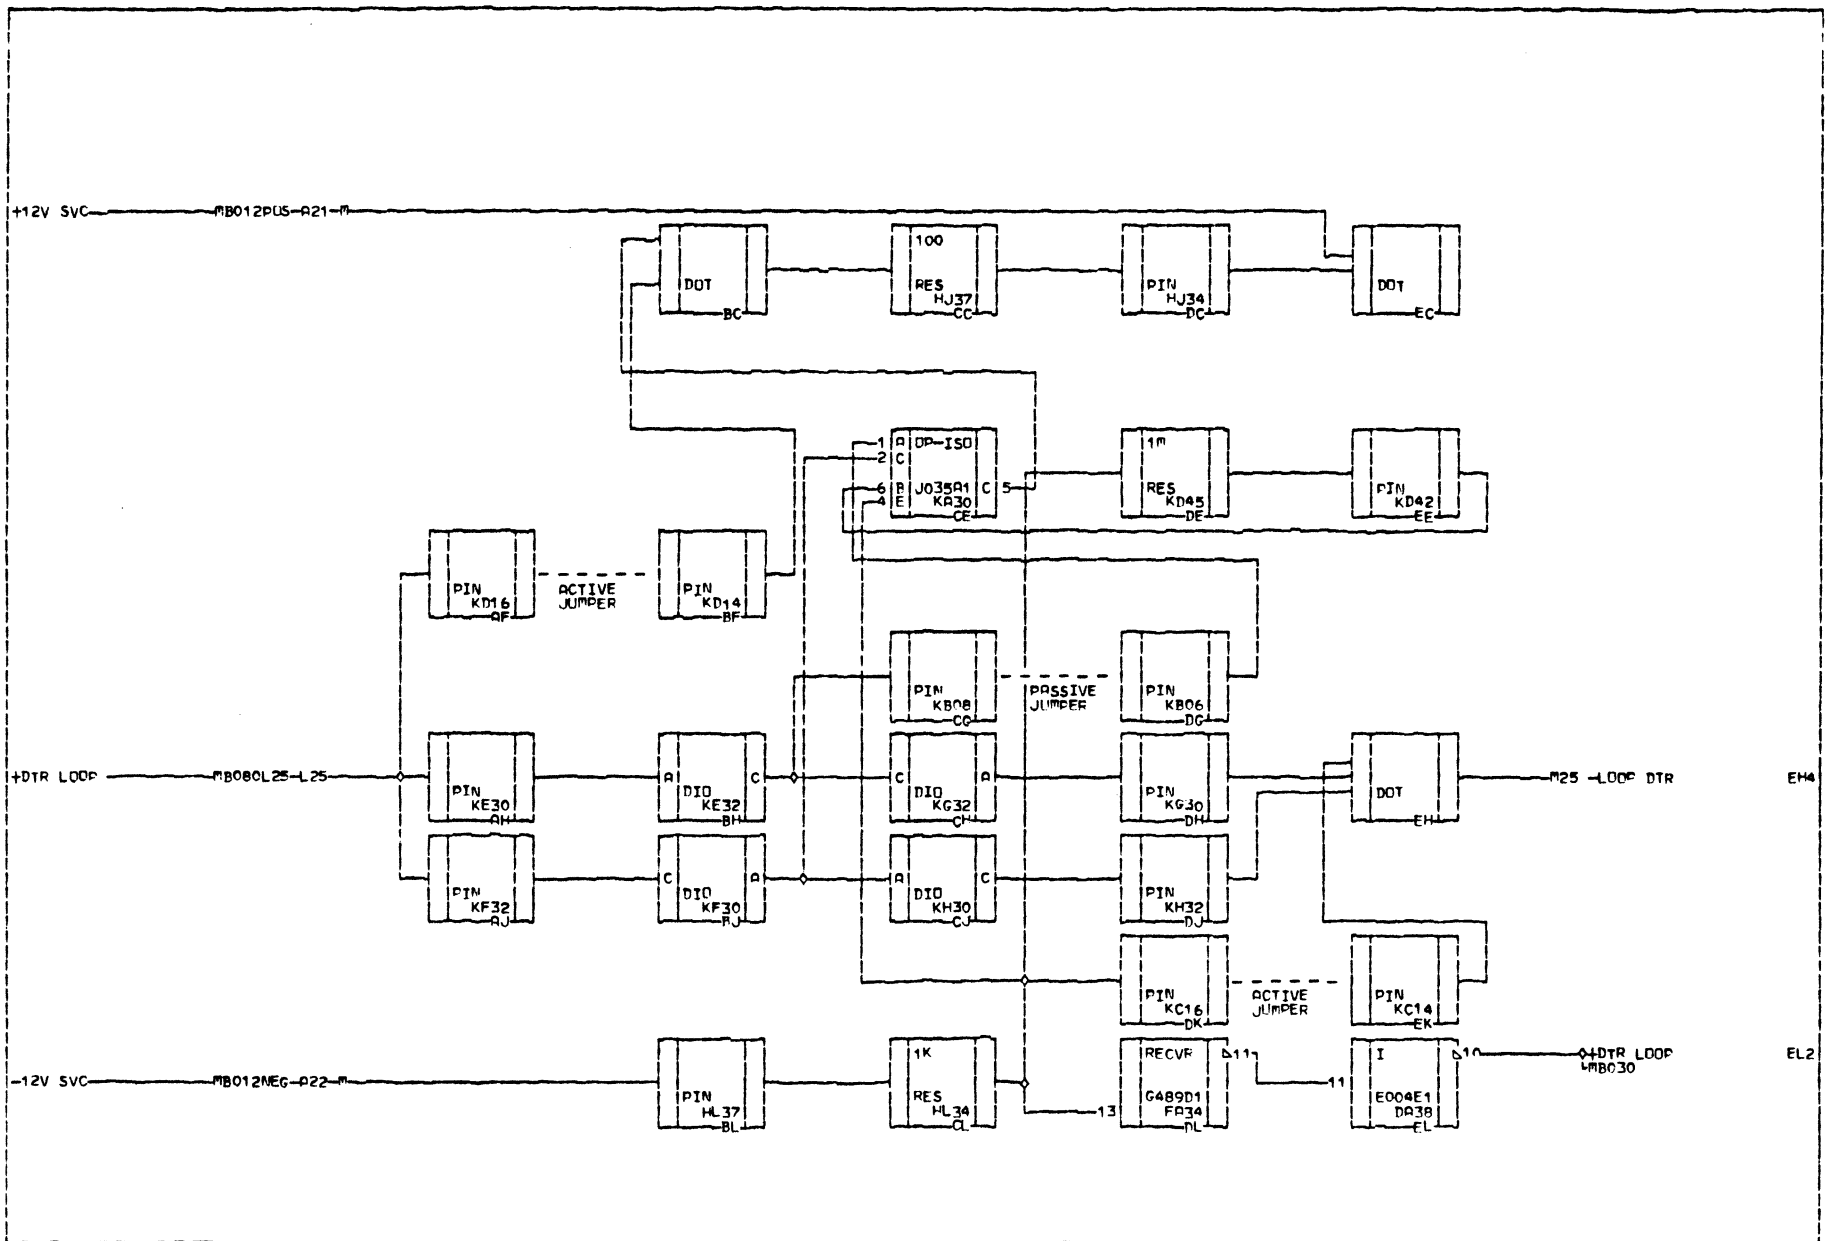 +12V SVC MB012POS-A21-M
100
DOT RES PIN DOT
HJ37 HJ34
BC CC DC EC
1 A OP-ISO 1M
2 C
6 B J035A1 C 5 RES PIN
4 E KA30 KD45 KD42
CE DE EE
PIN ACTIVE PIN
KD16 JUMPER KD14
AF BF
PIN PASSIVE PIN
KB08 JUMPER KB06
CG DG
+DTR LOOP MB080L25-L25 A C C A M25 -LOOP DTR EH4
PIN DIO DIO PIN DOT
KE30 KE32 KG32 KG30
AH BH CH DH EH
C A A C
PIN DIO DIO PIN
KF32 KF30 KH30 KH32
AJ BJ CJ DJ
PIN ACTIVE PIN
KC16 JUMPER KC14
DK EK
1K RECVR 11 I 10 +DTR LOOP EL2
MB030
-12V SVC MB012NEG-A22-M 11
PIN RES 13 G489D1 E004E1
HL37 HL34 FA34 DA38
BL CL DL EL